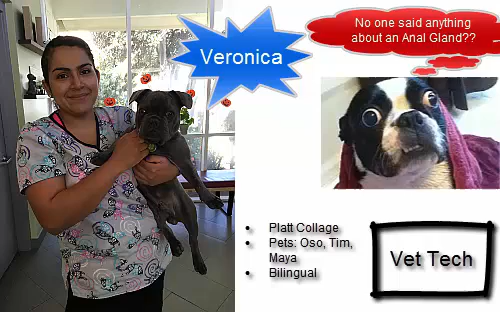 No one said anything
about an Anal Gland??
Veronica
Platt Collage
Pets: Oso, Tim,
Maya
Bilingual
Vet Tech